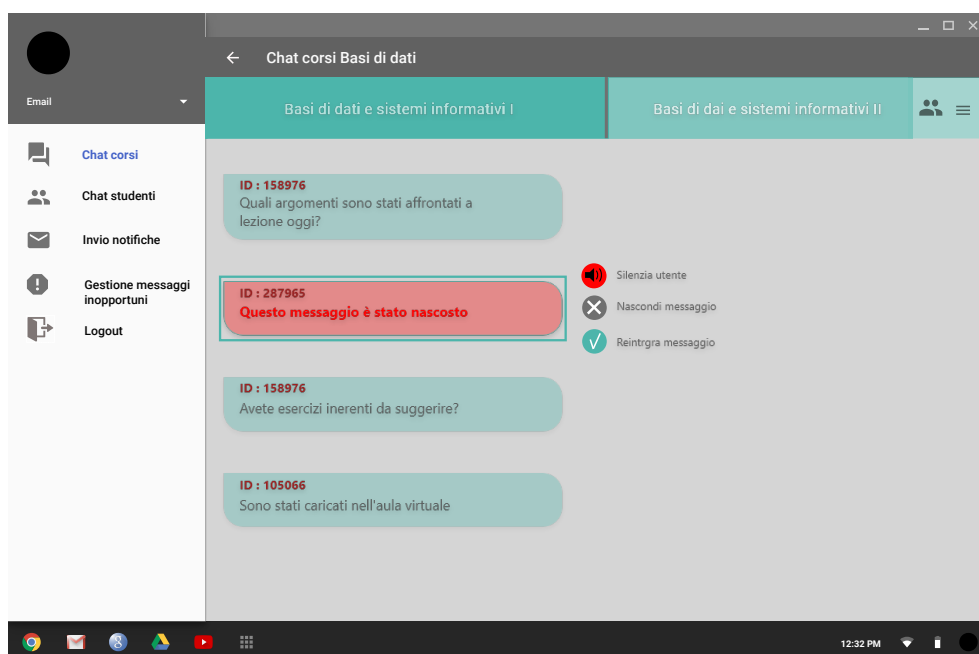 Chat corsi Basi di dati
Email
Basi di dati e sistemi informativi I
Basi di dai e sistemi informativi II
Chat corsi
Chat studenti
Invio notifiche
Gestione messaggi
inopportuni
Logout
ID : 158976
Quali argomenti sono stati affrontati a
lezione oggi?
ID : 287965
Questo messaggio è stato nascosto
Silenzia utente
Nascondi messaggio
Reintrgra messaggio
ID : 158976
Avete esercizi inerenti da suggerire?
ID : 105066
Sono stati caricati nell'aula virtuale
12:32 PM